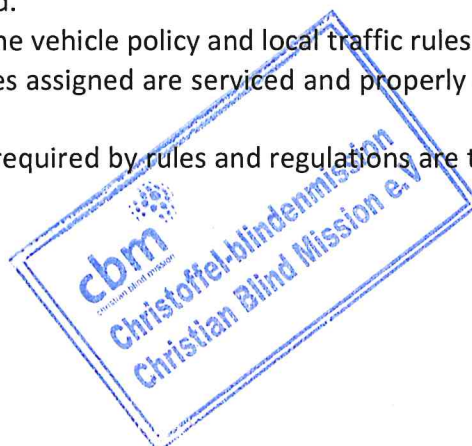 d.
ne vehicle policy and local traffic rules
es assigned are serviced and properly
required by rules and regulations are t
cbm
christian blind mission
Christoffel-blindenmission
Christian Blind Mission e.V